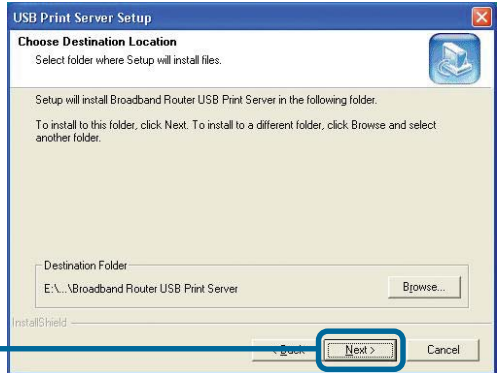 USB Print Server Setup
Choose Destination Location
Select folder where Setup will install files.
Setup will install Broadband Router USB Print Server in the following folder.
To install to this folder, click Next. To install to a different folder, click Browse and select
another folder.
Destination Folder
E:\...\Broadband Router USB Print Server
Browse...
InstallShield
< Back
Next >
Cancel